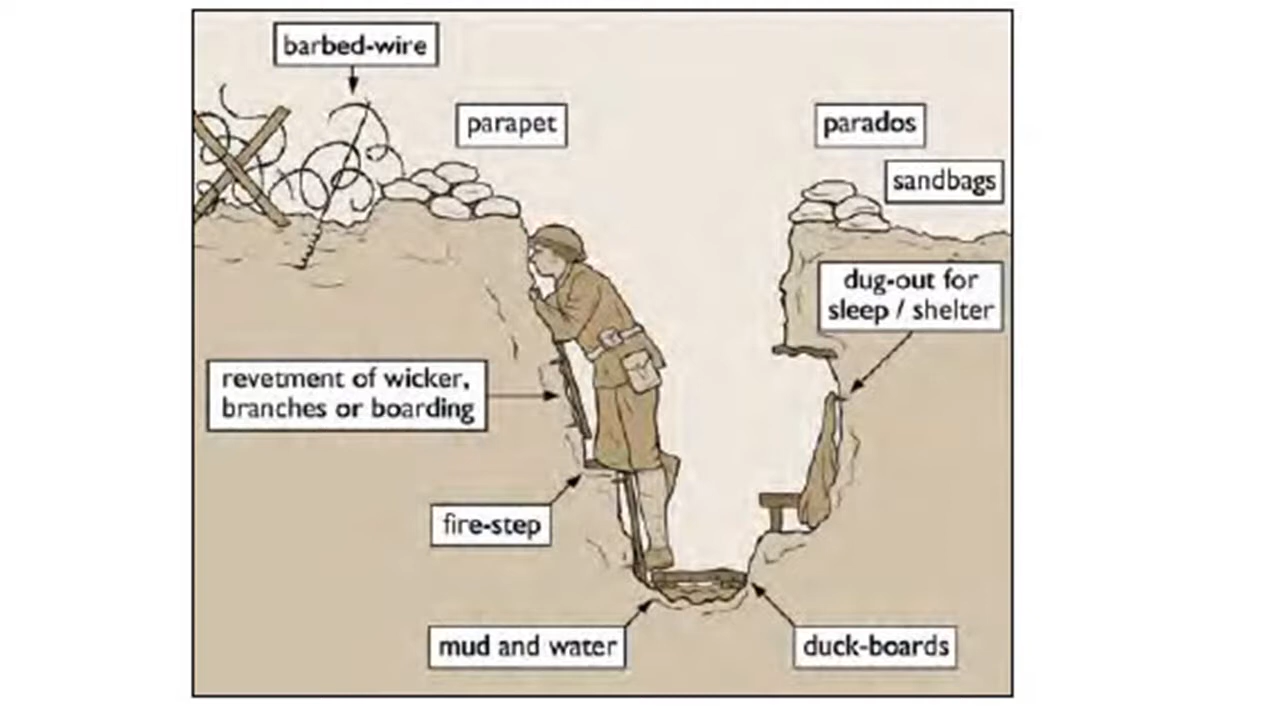 barbed-wire
parapet
parados
sandbags
dug-out for
sleep / shelter
revetment of wicker,
branches or boarding
fire-step
mud and water
duck-boards